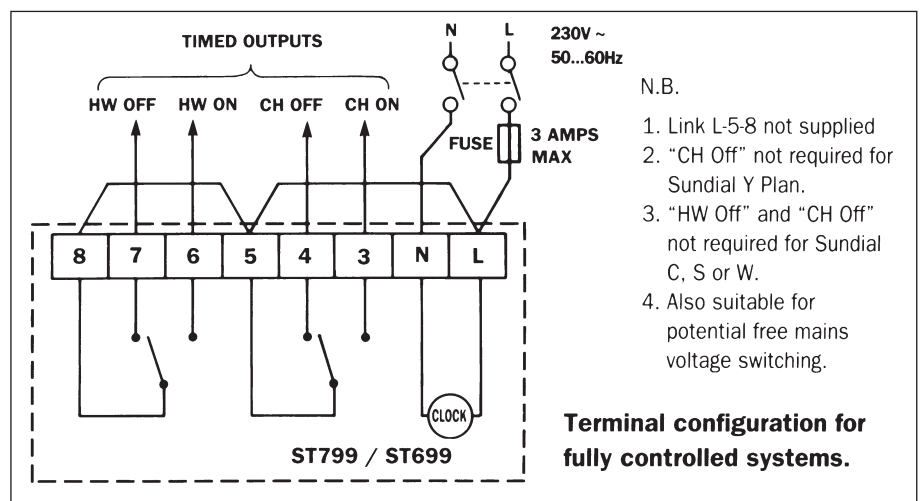 TIMED OUTPUTS
HW OFF HW ON CH OFF CH ON
N L 230V ~
50...60Hz
FUSE 3 AMPS
MAX
8 7 6 5 4 3 N L
CLOCK
ST799 / ST699
N.B.
1. Link L-5-8 not supplied
2. “CH Off” not required for
Sundial Y Plan.
3. “HW Off” and “CH Off”
not required for Sundial
C, S or W.
4. Also suitable for
potential free mains
voltage switching.
Terminal configuration for
fully controlled systems.